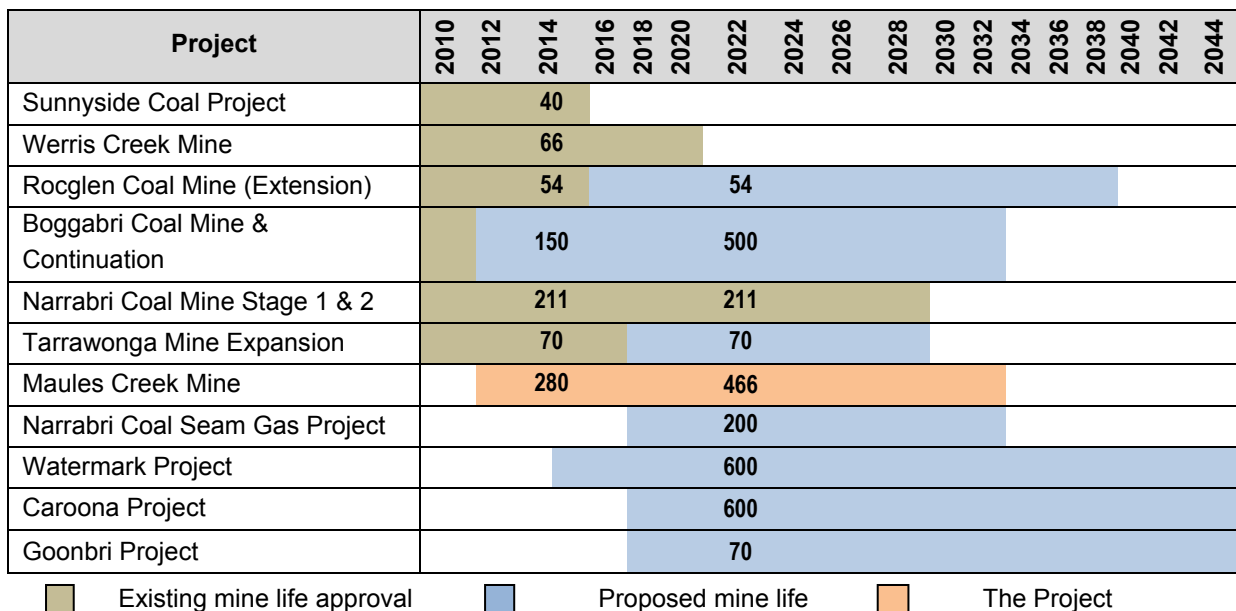 Project 2010 2012 2014 2016 2018 2020 2022 2024 2026 2028 2030 2032 2034 2036 2038 2040 2042 2044
Sunnyside Coal Project 40
Werris Creek Mine 66
Rocglen Coal Mine (Extension) 54 54
Boggabri Coal Mine &
Continuation 150 500
Narrabri Coal Mine Stage 1 & 2 211 211
Tarrawonga Mine Expansion 70 70
Maules Creek Mine 280 466
Narrabri Coal Seam Gas Project 200
Watermark Project 600
Caroona Project 600
Goonbri Project 70
Existing mine life approval Proposed mine life The Project